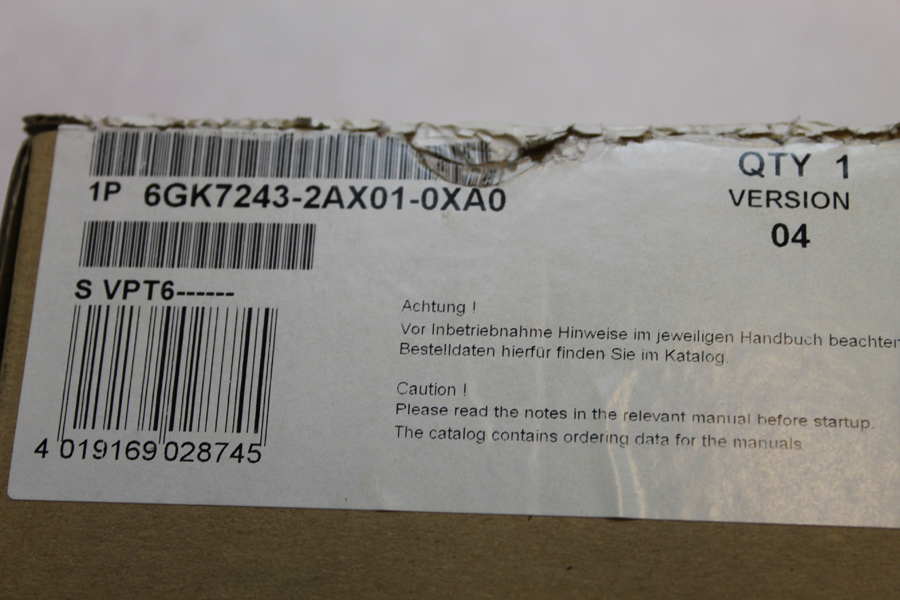 1P 6GK7243-2AX01-0XA0
QTY 1
VERSION
04
S VPT6------
4 019169 028745
Achtung !
Vor Inbetriebnahme Hinweise im jeweiligen Handbuch beachten
Bestelldaten hierfür finden Sie im Katalog.
Caution !
Please read the notes in the relevant manual before startup.
The catalog contains ordering data for the manuals